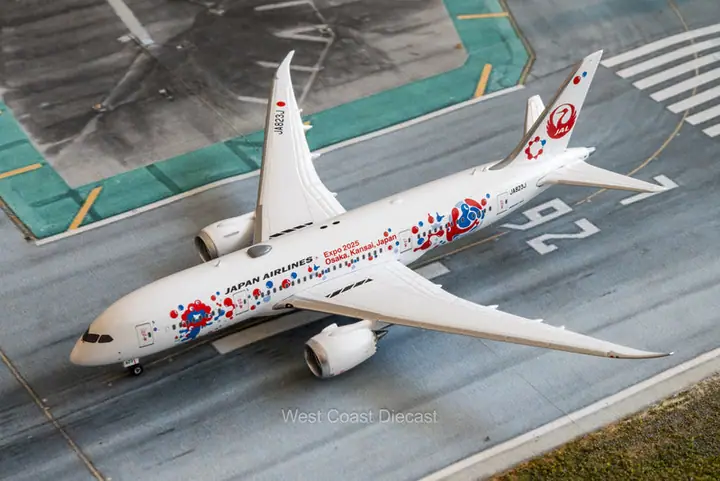 JA823J
JAL
JA823J
Expo 2025
Osaka, Kansai, Japan
JAPAN AIRLINES
West Coast Diecast